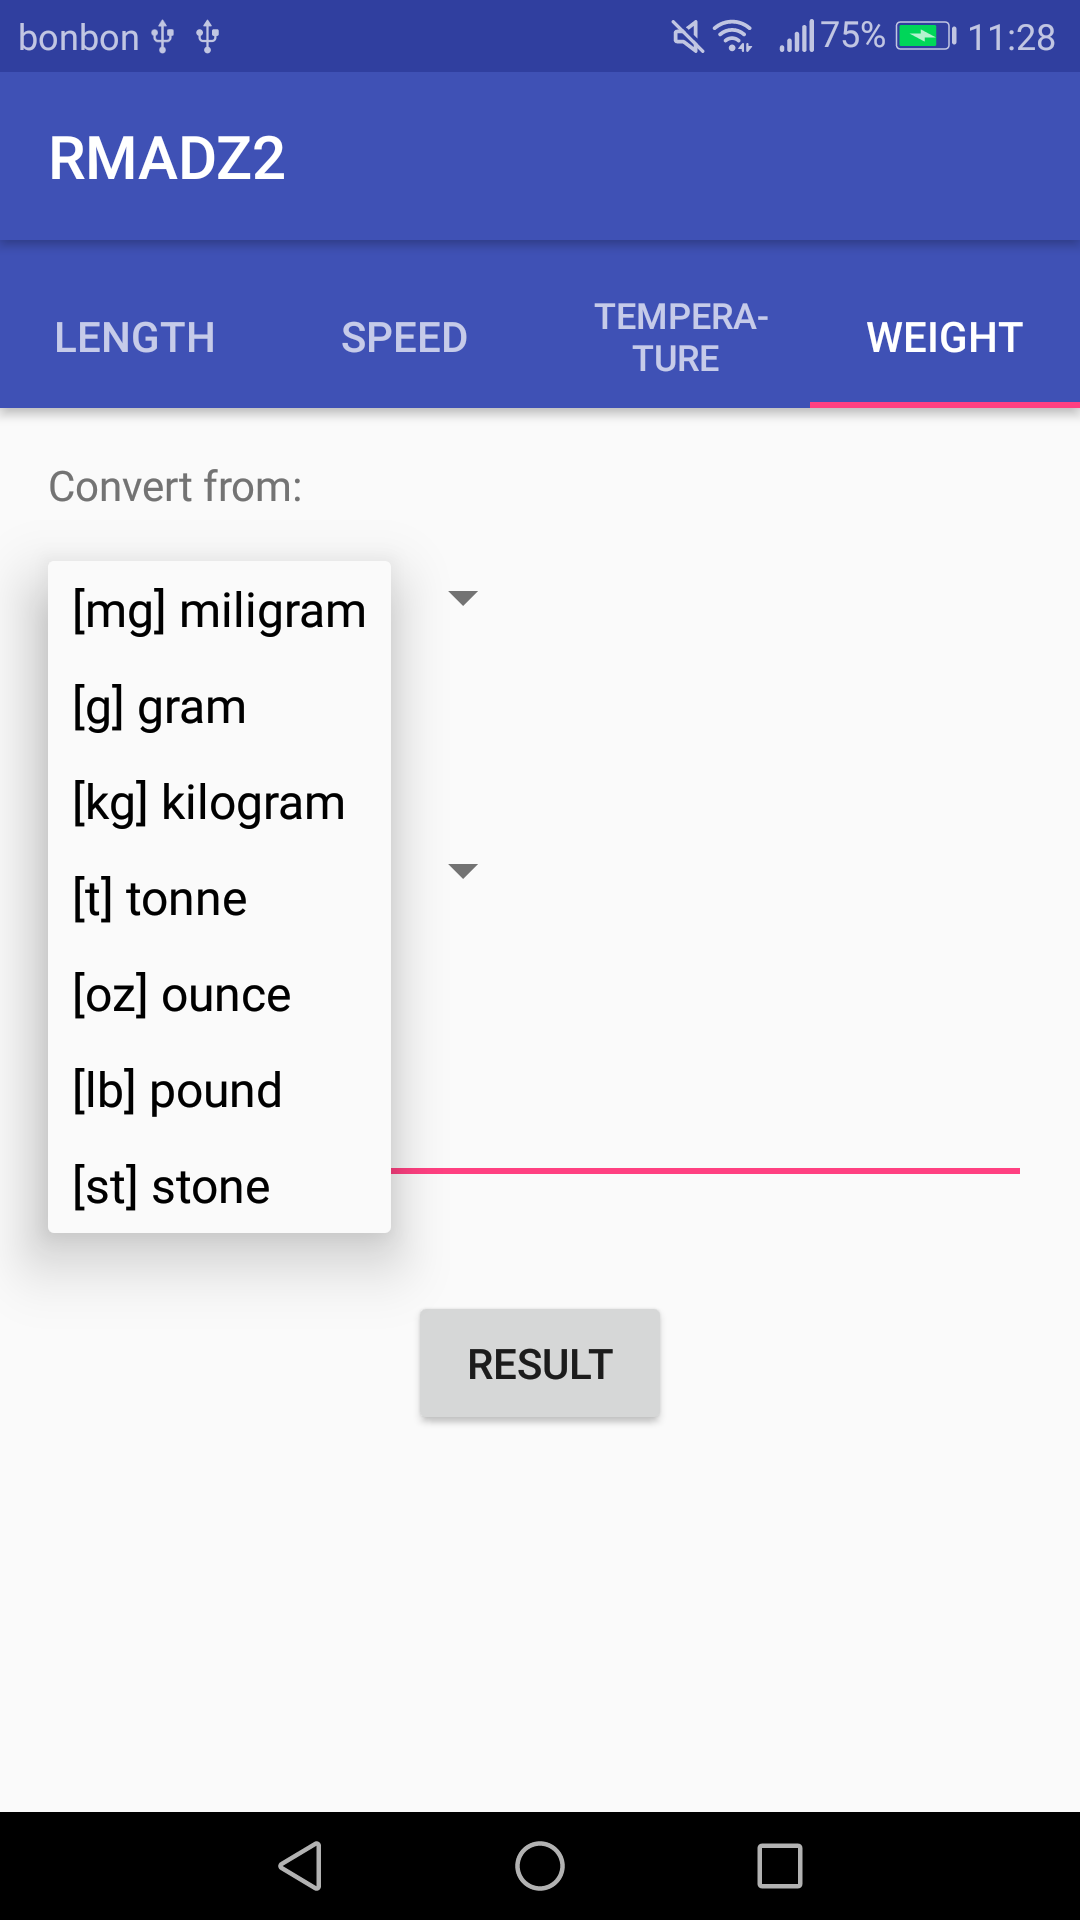 bonbon 75% 11:28
RMADZ2
LENGTH SPEED TEMPERA-
TURE WEIGHT
Convert from:
[mg] miligram
[g] gram
[kg] kilogram
[t] tonne
[oz] ounce
[lb] pound
[st] stone
RESULT